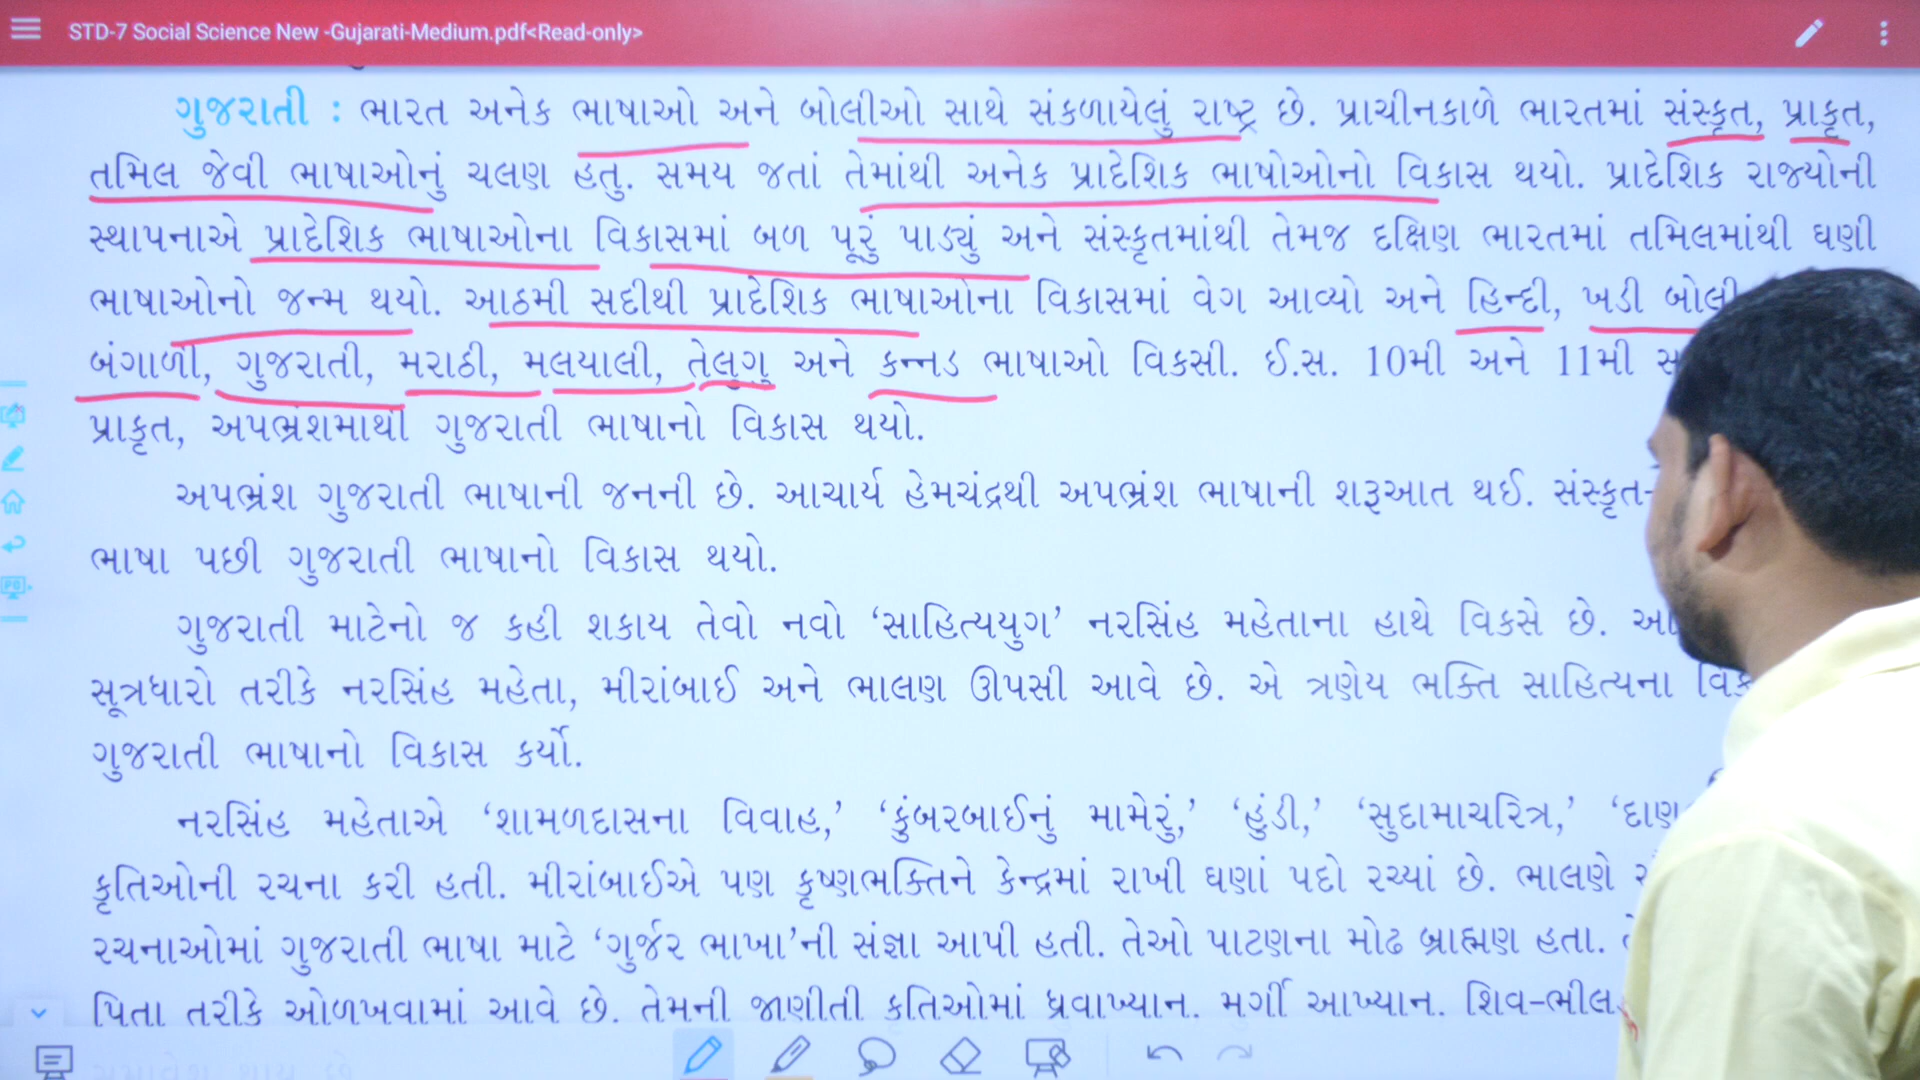 STD-7 Social Science New -Gujarati-Medium.pdf<Read-only>
ગુજરાતી : ભારત અનેક ભાષાઓ અને બોલીઓ સાથે સંકળાયેલું રાષ્ટ્ર છે. પ્રાચીનકાળે ભારતમાં સંસ્કૃત, પ્રાકૃત,
તમિલ જેવી ભાષાઓનું ચલણ હતુ. સમય જતાં તેમાંથી અનેક પ્રાદેશિક ભાષોઓનો વિકાસ થયો. પ્રાદેશિક રાજ્યોની
સ્થાપનાએ પ્રાદેશિક ભાષાઓના વિકાસમાં બળ પૂરું પાડ્યું અને સંસ્કૃતમાંથી તેમજ દક્ષિણ ભારતમાં તમિલમાંથી ઘણી
ભાષાઓનો જન્મ થયો. આઠમી સદીથી પ્રાદેશિક ભાષાઓના વિકાસમાં વેગ આવ્યો અને હિન્દી, ખડી બોલી
બંગાળી, ગુજરાતી, મરાઠી, મલયાલી, તેલુગુ અને કન્નડ ભાષાઓ વિકસી. ઈ.સ. 10મી અને 11મી
પ્રાકૃત, અપભ્રંશમાથી ગુજરાતી ભાષાનો વિકાસ થયો.
અપભ્રંશ ગુજરાતી ભાષાની જનની છે. આચાર્ય હેમચંદ્રથી અપભ્રંશ ભાષાની શરૂઆત થઈ. સંસ્કૃત-
ભાષા પછી ગુજરાતી ભાષાનો વિકાસ થયો.
ગુજરાતી માટેનો જ કહી શકાય તેવો નવો ‘સાહિત્યયુગ’ નરસિંહ મહેતાના હાથે વિકસે છે.
સૂત્રધારો તરીકે નરસિંહ મહેતા, મીરાંબાઈ અને ભાલણ ઊપસી આવે છે. એ ત્રણેય ભક્તિ સાહિત્યના
ગુજરાતી ભાષાનો વિકાસ કર્યો.
નરસિંહ મહેતાએ ‘શામળદાસના વિવાહ,’ ‘કુંબરબાઈનું મામેરું,’ ‘હુંડી,’ ‘સુદામાચરિત્ર,’
કૃતિઓની રચના કરી હતી. મીરાંબાઈએ પણ કૃષ્ણભક્તિને કેન્દ્રમાં રાખી ઘણાં પદો રચ્યાં છે. ભાલણે
રચનાઓમાં ગુજરાતી ભાષા માટે ‘ગુર્જર ભાખા’ની સંજ્ઞા આપી હતી. તેઓ પાટણના મોઢ બ્રાહ્મણ હતા.
પિતા તરીકે ઓળખવામાં આવે છે. તેમની જાણીતી કૃતિઓમાં ધ્રુવાખ્યાન, મર્ગી આખ્યાન, શિવ-ભીલ